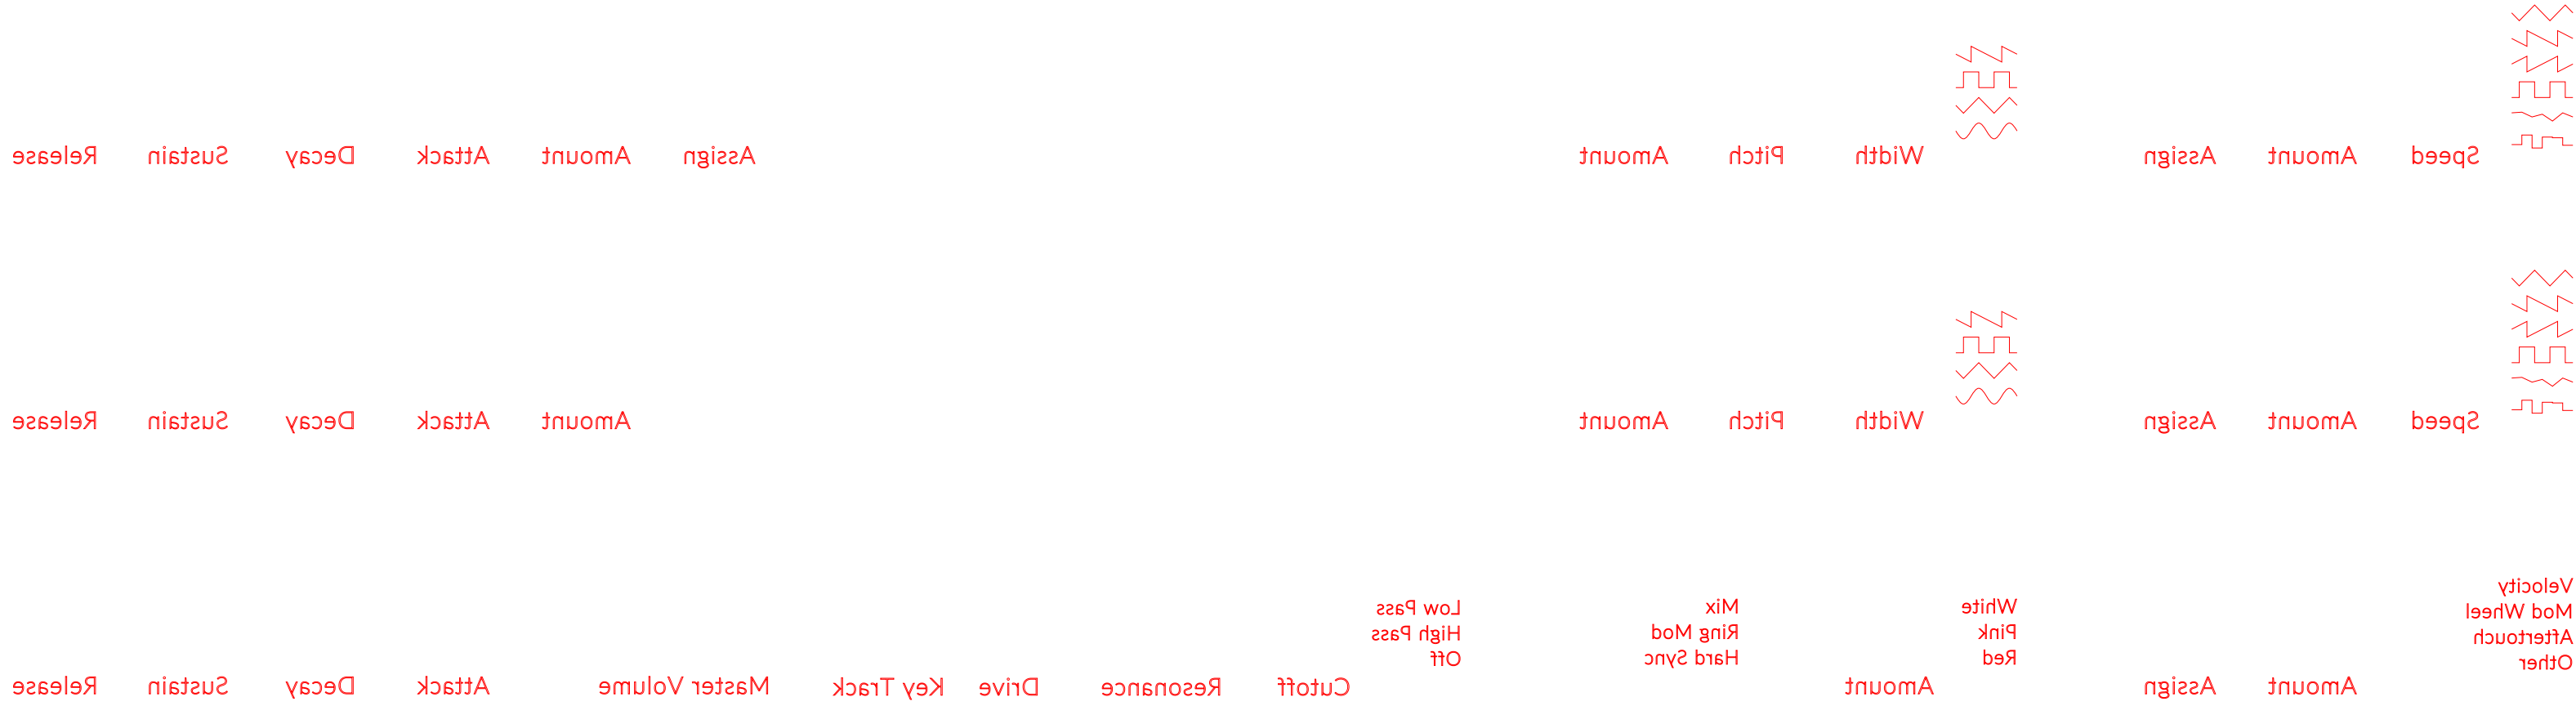 Speed Amount Assign Width Pitch Amount Assign Amount Attack Decay Sustain Release
Speed Amount Assign Width Pitch Amount Amount Attack Decay Sustain Release
Velocity
Mod Wheel
Aftertouch
Other
White
Pink
Red
Mix
Ring Mod
Hard Sync
Low Pass
High Pass
Off
Amount Assign Amount Cutoff Resonance Drive Key Track Master Volume Attack Decay Sustain Release